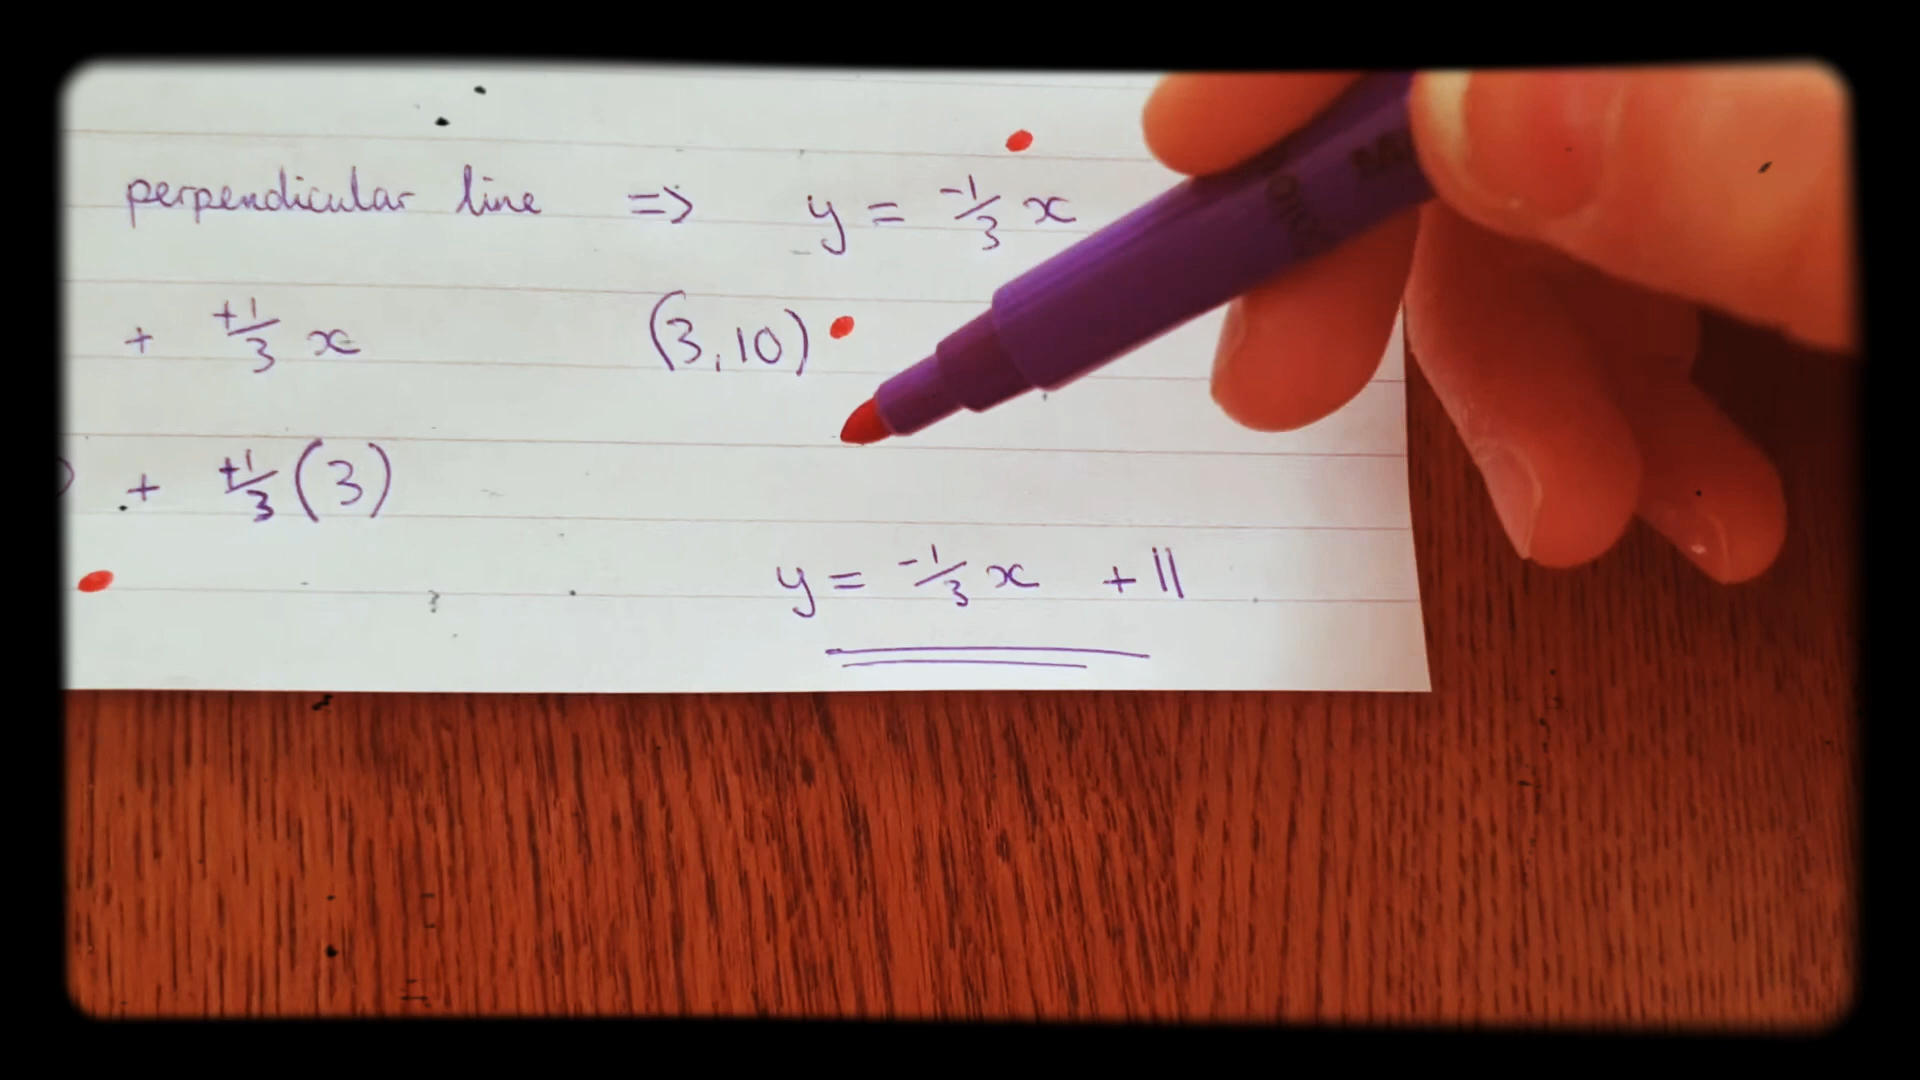 perpendicular line => y = -1/3 x
+ +1/3 x (3, 10)
) + +1/3 (3)
y = -1/3 x + 11